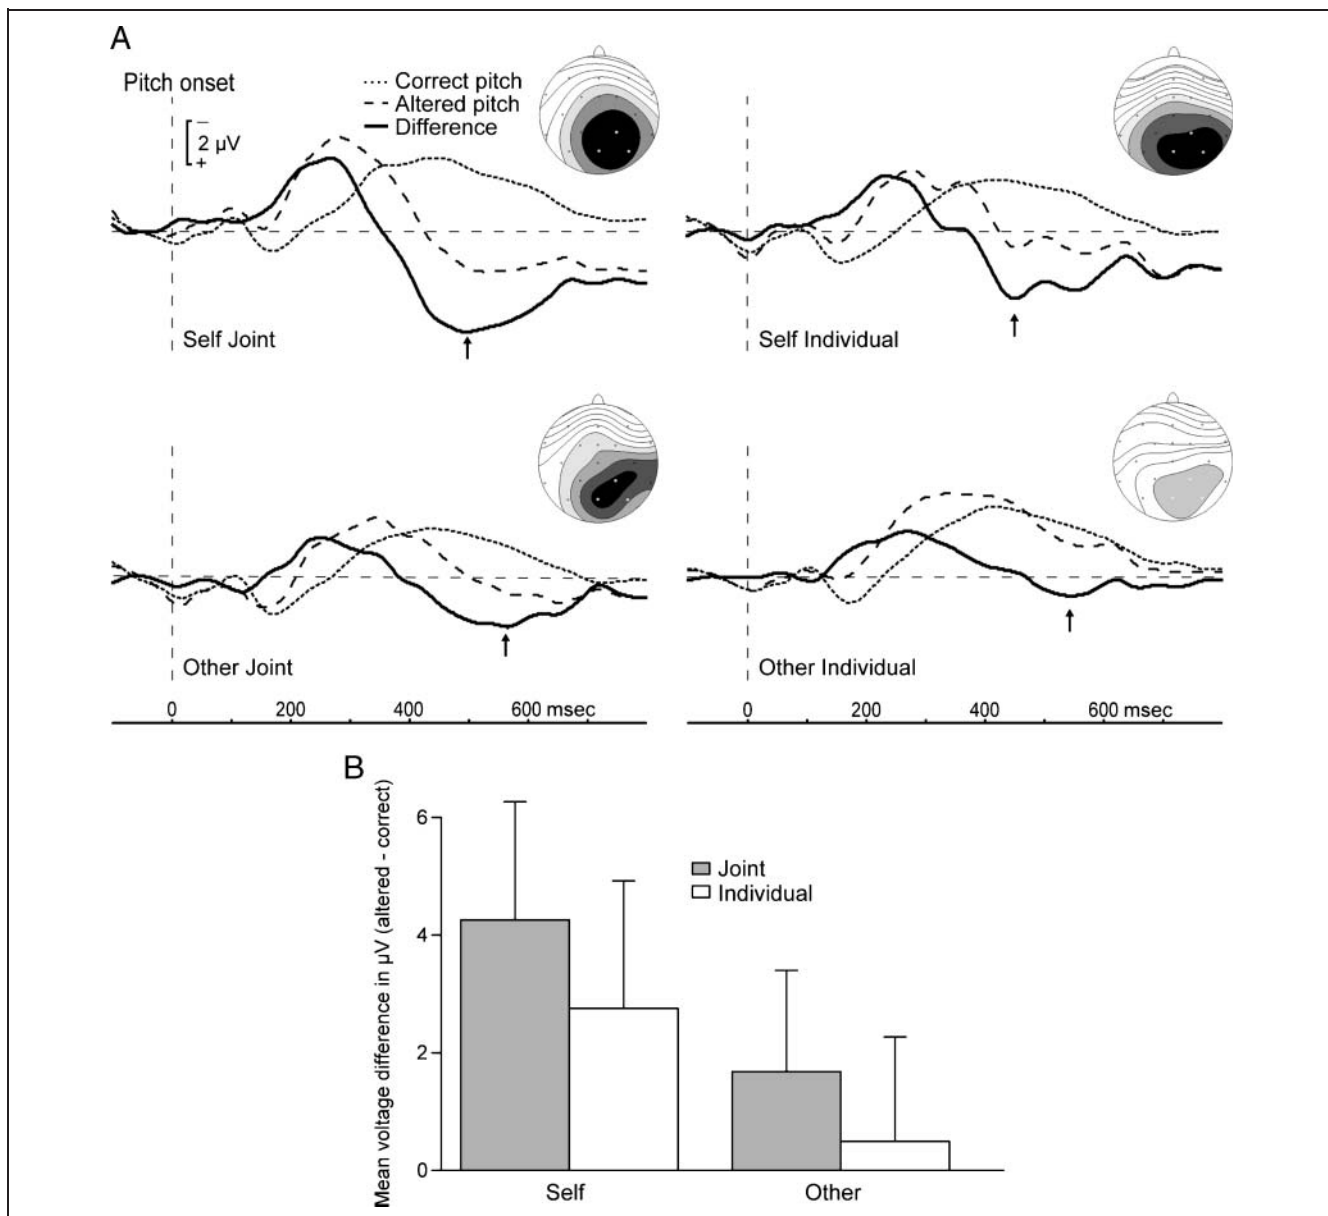 A
Pitch onset
− 2 µV +
Correct pitch
Altered pitch
Difference
Self Joint
Self Individual
Other Joint
Other Individual
0 200 400 600 msec
0 200 400 600 msec
B
Mean voltage difference in µV (altered - correct)
6
4
2
0
Joint
Individual
Self Other